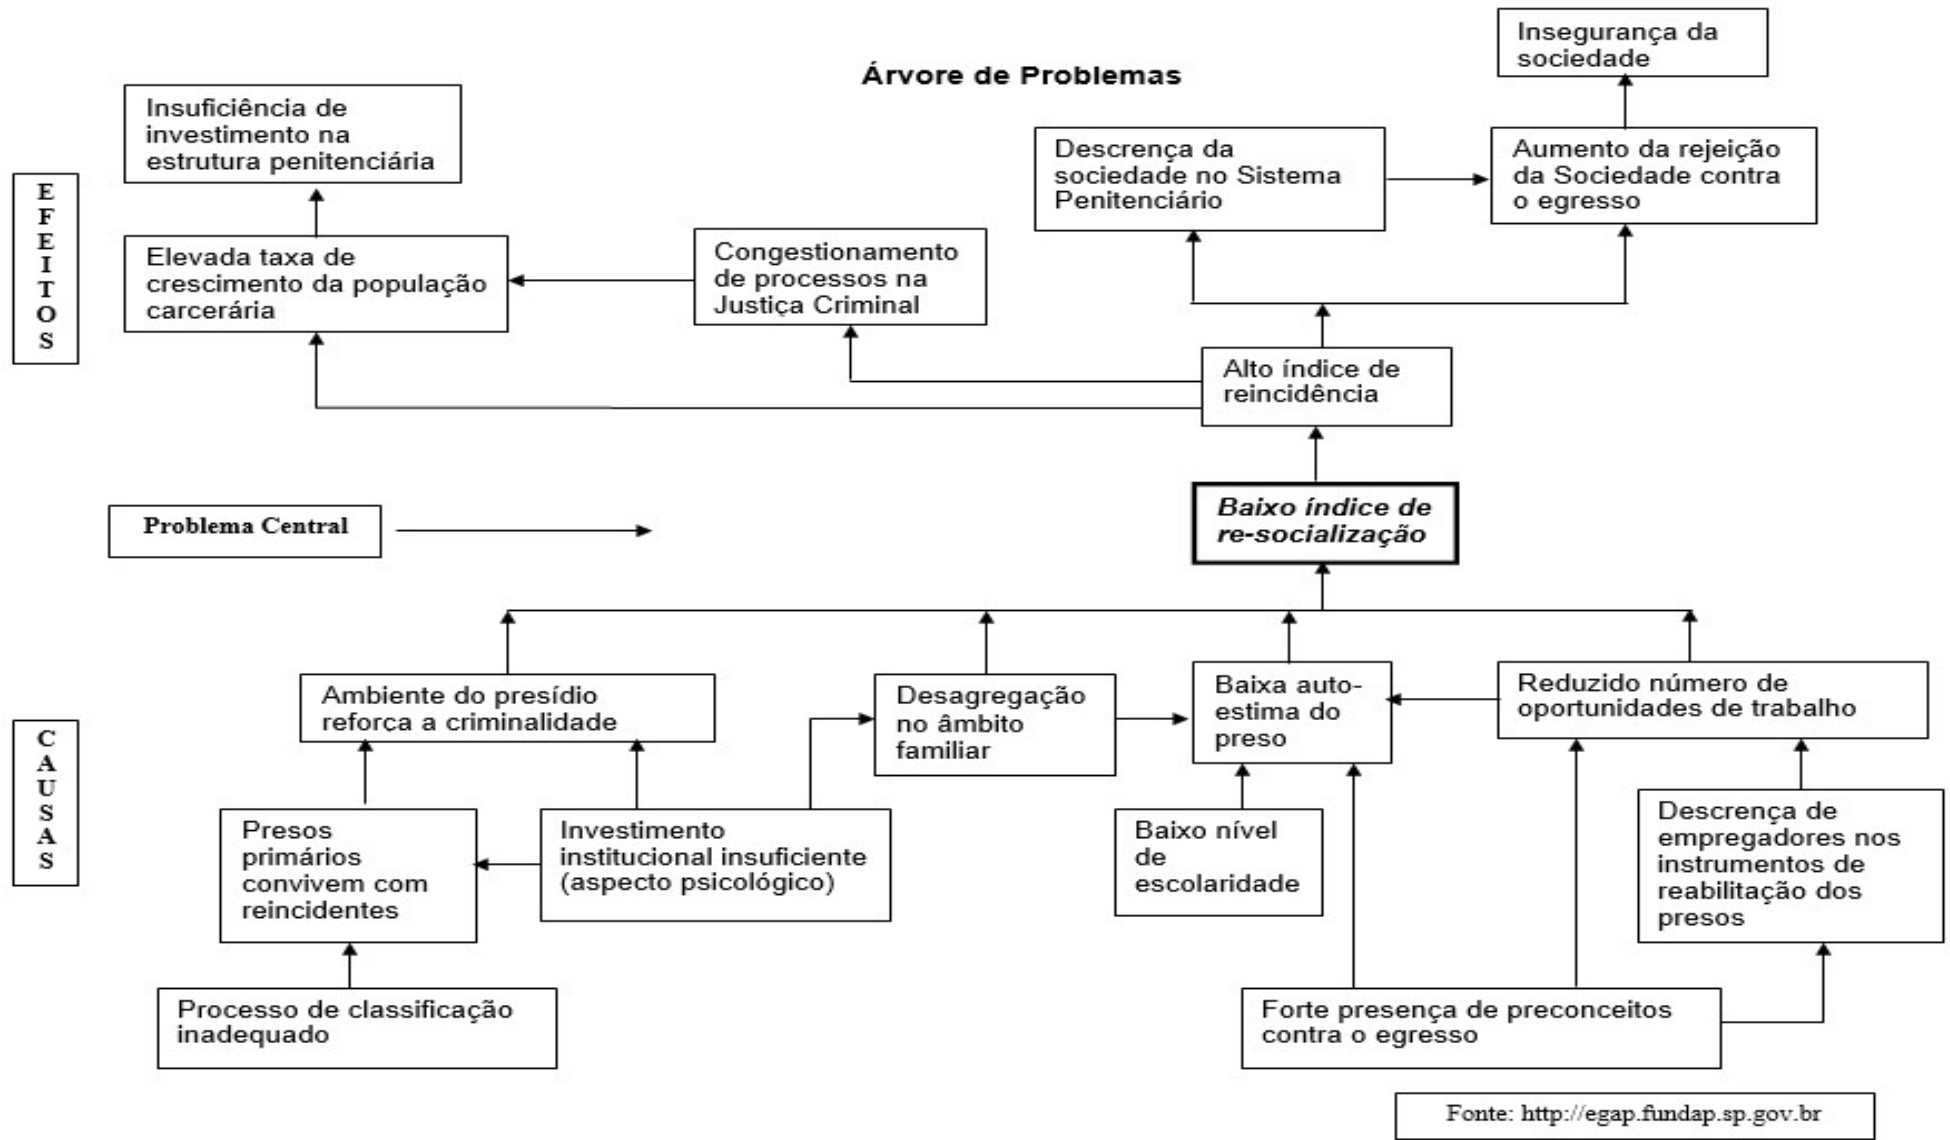 Árvore de Problemas
Insegurança da
sociedade
Insuficiência de
investimento na
estrutura penitenciária
Descrença da
sociedade no Sistema
Penitenciário
Aumento da rejeição
da Sociedade contra
o egresso
E
F
E
I
T
O
S
Elevada taxa de
crescimento da população
carcerária
Congestionamento
de processos na
Justiça Criminal
Alto índice de
reincidência
Problema Central
Baixo índice de
re-socialização
C
A
U
S
A
S
Ambiente do presídio
reforça a criminalidade
Desagregação
no âmbito
familiar
Baixa auto-
estima do
preso
Reduzido número de
oportunidades de trabalho
Presos
primários
convivem com
reincidentes
Investimento
institucional insuficiente
(aspecto psicológico)
Baixo nível
de
escolaridade
Descrença de
empregadores nos
instrumentos de
reabilitação dos
presos
Processo de classificação
inadequado
Forte presença de preconceitos
contra o egresso
Fonte: http://egap.fundap.sp.gov.br